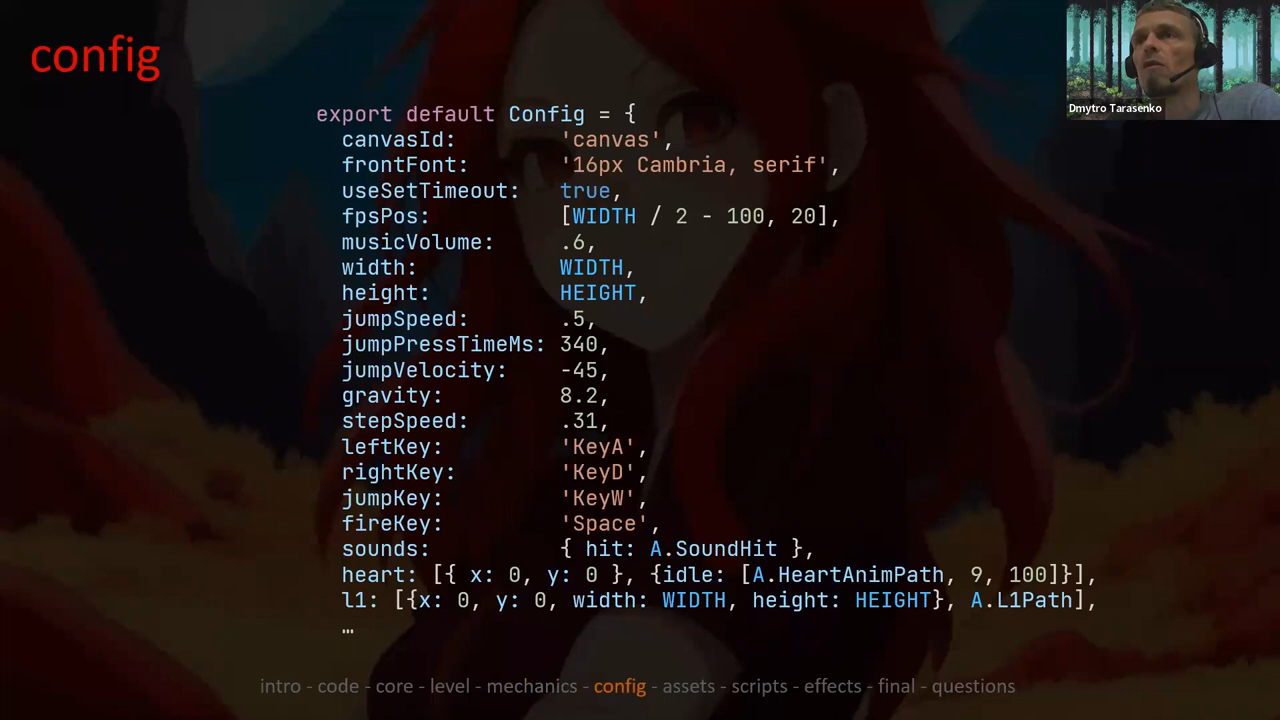 config
Dmytro Tarasenko
export default Config = {
canvasId: 'canvas',
frontFont: '16px Cambria, serif',
useSetTimeout: true,
fpsPos: [WIDTH / 2 - 100, 20],
musicVolume: .6,
width: WIDTH,
height: HEIGHT,
jumpSpeed: .5,
jumpPressTimeMs: 340,
jumpVelocity: -45,
gravity: 8.2,
stepSpeed: .31,
leftKey: 'KeyA',
rightKey: 'KeyD',
jumpKey: 'KeyW',
fireKey: 'Space',
sounds: { hit: A.SoundHit },
heart: [{ x: 0, y: 0 }, {idle: [A.HeartAnimPath, 9, 100]}],
l1: [{x: 0, y: 0, width: WIDTH, height: HEIGHT}, A.L1Path],
…
intro - code - core - level - mechanics - config - assets - scripts - effects - final - questions